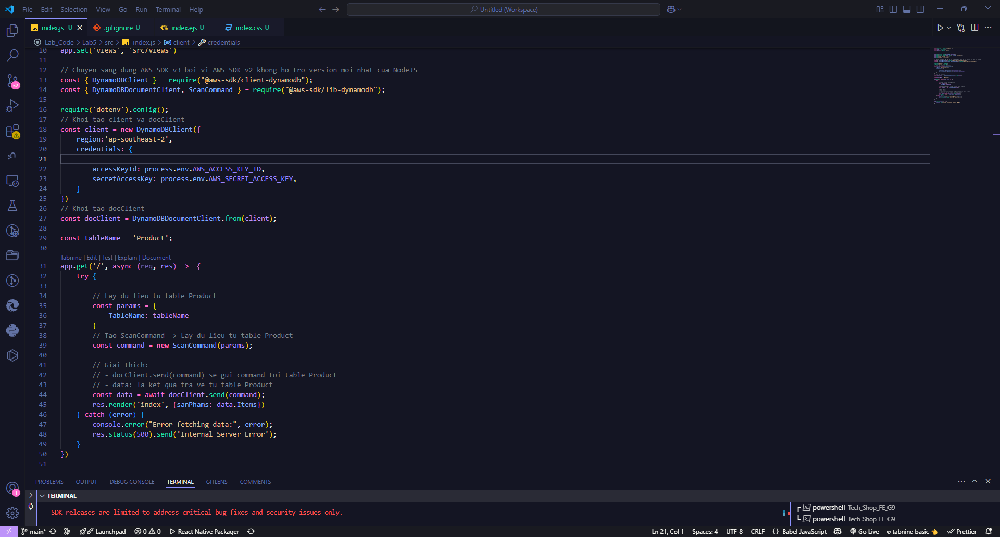 File Edit Selection View Go Run Terminal Help
Untitled (Workspace)
index.js U
.gitignore U
index.ejs U
index.css U
Lab_Code > Lab5 > src > index.js > client > credentials
10 app.set('views', 'src/views')
11
12 // Chuyen sang dung AWS SDK v3 boi vi AWS SDK v2 khong ho tro version moi nhat cua NodeJS
13 const { DynamoDBClient } = require("@aws-sdk/client-dynamodb");
14 const { DynamoDBDocumentClient, ScanCommand } = require("@aws-sdk/lib-dynamodb");
15
16 require('dotenv').config();
17 // Khoi tao client va docClient
18 const client = new DynamoDBClient({
19 region:'ap-southeast-2',
20 credentials: {
21
22 accessKeyId: process.env.AWS_ACCESS_KEY_ID,
23 secretAccessKey: process.env.AWS_SECRET_ACCESS_KEY,
24 }
25 })
26 // Khoi tao docClient
27 const docClient = DynamoDBDocumentClient.from(client);
28
29 const tableName = 'Product';
30
Tabnine | Edit | Test | Explain | Document
31 app.get('/', async (req, res) => {
32 try {
33
34 // Lay du lieu tu table Product
35 const params = {
36 TableName: tableName
37 }
38 // Tao ScanCommand -> Lay du lieu tu table Product
39 const command = new ScanCommand(params);
40
41 // Giai thich:
42 // - docClient.send(command) se gui command toi table Product
43 // - data: la ket qua tra ve tu table Product
44 const data = await docClient.send(command);
45 res.render('index', {sanPhams: data.Items})
46 } catch (error) {
47 console.error("Error fetching data:", error);
48 res.status(500).send('Internal Server Error');
49 }
50 })
51
52
1
PROBLEMS OUTPUT DEBUG CONSOLE TERMINAL GITLENS COMMENTS
TERMINAL
SDK releases are limited to address critical bug fixes and security issues only.
powershell Tech_Shop_FE_G9
powershell Tech_Shop_FE_G9
main* Launchpad 0 0 React Native Packager
Ln 21, Col 1 Spaces: 4 UTF-8 CRLF {} Babel JavaScript Go Live tabnine basic Prettier